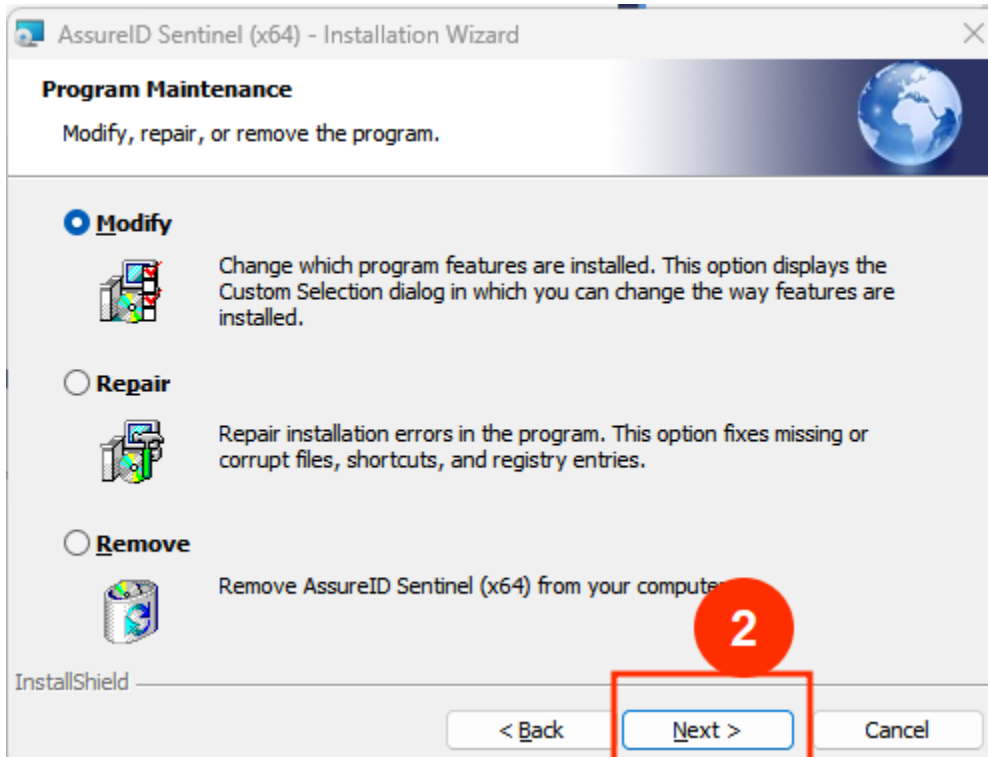 AssureID Sentinel (x64) - Installation Wizard
Program Maintenance
Modify, repair, or remove the program.
Modify
Change which program features are installed. This option displays the
Custom Selection dialog in which you can change the way features are
installed.
Repair
Repair installation errors in the program. This option fixes missing or
corrupt files, shortcuts, and registry entries.
Remove
Remove AssureID Sentinel (x64) from your computer
2
InstallShield
< Back
Next >
Cancel